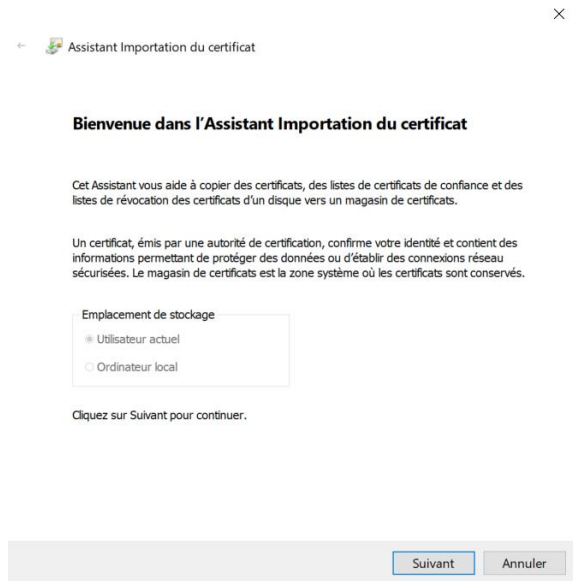 Assistant Importation du certificat
Bienvenue dans l’Assistant Importation du certificat
Cet Assistant vous aide à copier des certificats, des listes de certificats de confiance et des
listes de révocation des certificats d’un disque vers un magasin de certificats.
Un certificat, émis par une autorité de certification, confirme votre identité et contient des
informations permettant de protéger des données ou d’établir des connexions réseau
sécurisées. Le magasin de certificats est la zone système où les certificats sont conservés.
Emplacement de stockage
Utilisateur actuel
Ordinateur local
Cliquez sur Suivant pour continuer.
Suivant Annuler